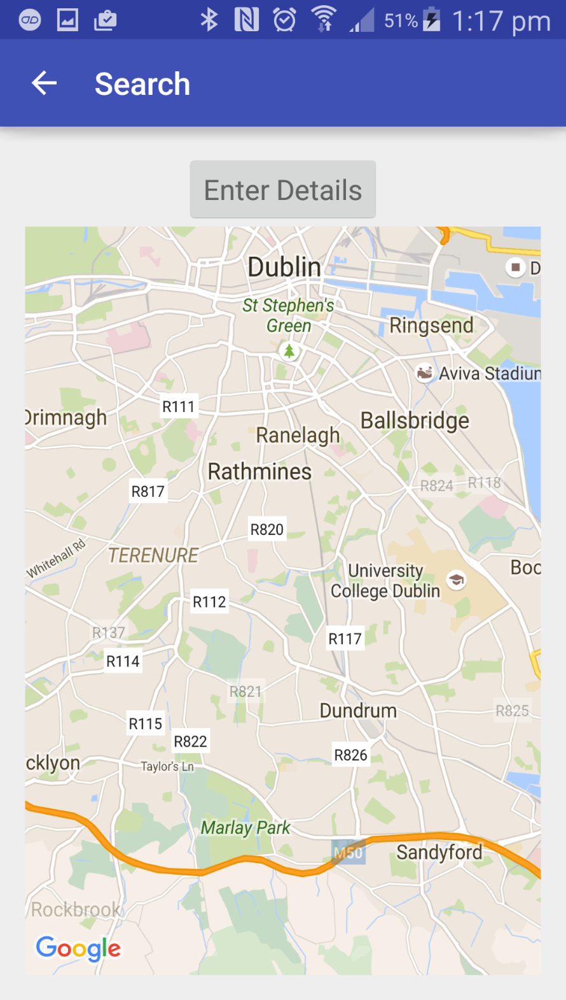 51% 1:17 pm
Search
Enter Details
Dublin
D
St Stephen's
Green
Ringsend
Aviva Stadiun
R111
Drimnagh
Ballsbridge
Ranelagh
Rathmines
R824 R118
R817
R820
Whitehall Rd
TERENURE
University
College Dublin
Boo
R112
R137
R117
R114
R821
Dundrum
R825
R115
R822
R826
cklyon
Taylor's Ln
Marlay Park
M50
Sandyford
Rockbrook
Google